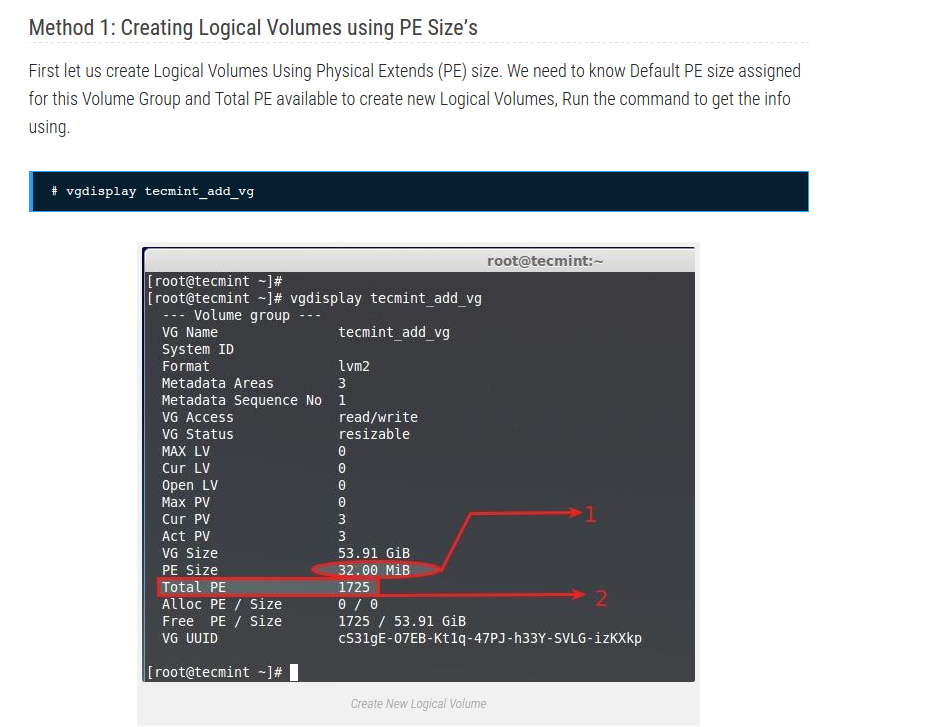 Method 1: Creating Logical Volumes using PE Size's
First let us create Logical Volumes Using Physical Extends (PE) size. We need to know Default PE size assigned
for this Volume Group and Total PE available to create new Logical Volumes, Run the command to get the info
using.
# vgdisplay tecmint_add_vg
root@tecmint:~
[root@tecmint ~]#
[root@tecmint ~]# vgdisplay tecmint_add_vg
--- Volume group ---
VG Name tecmint_add_vg
System ID
Format lvm2
Metadata Areas 3
Metadata Sequence No 1
VG Access read/write
VG Status resizable
MAX LV 0
Cur LV 0
Open LV 0
Max PV 0
Cur PV 3
Act PV 3
VG Size 53.91 GiB
PE Size 32.00 MiB 1
Total PE 1725 2
Alloc PE / Size 0 / 0
Free PE / Size 1725 / 53.91 GiB
VG UUID cS31gE-O7EB-Kt1q-47PJ-h33Y-SVLG-izKXkp
[root@tecmint ~]#
Create New Logical Volume